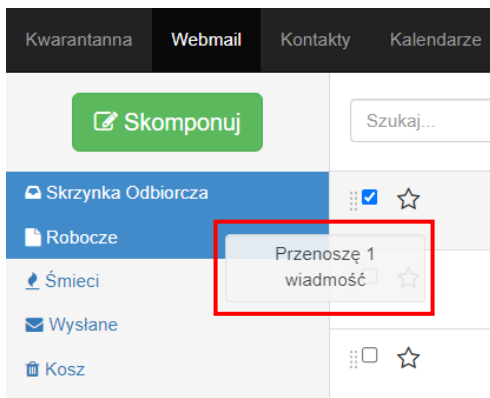 Kwarantanna Webmail Kontakty Kalendarze
Skomponuj
Szukaj...
Skrzynka Odbiorcza
Robocze
Przenoszę 1
wiadmość
Śmieci
Wysłane
Kosz